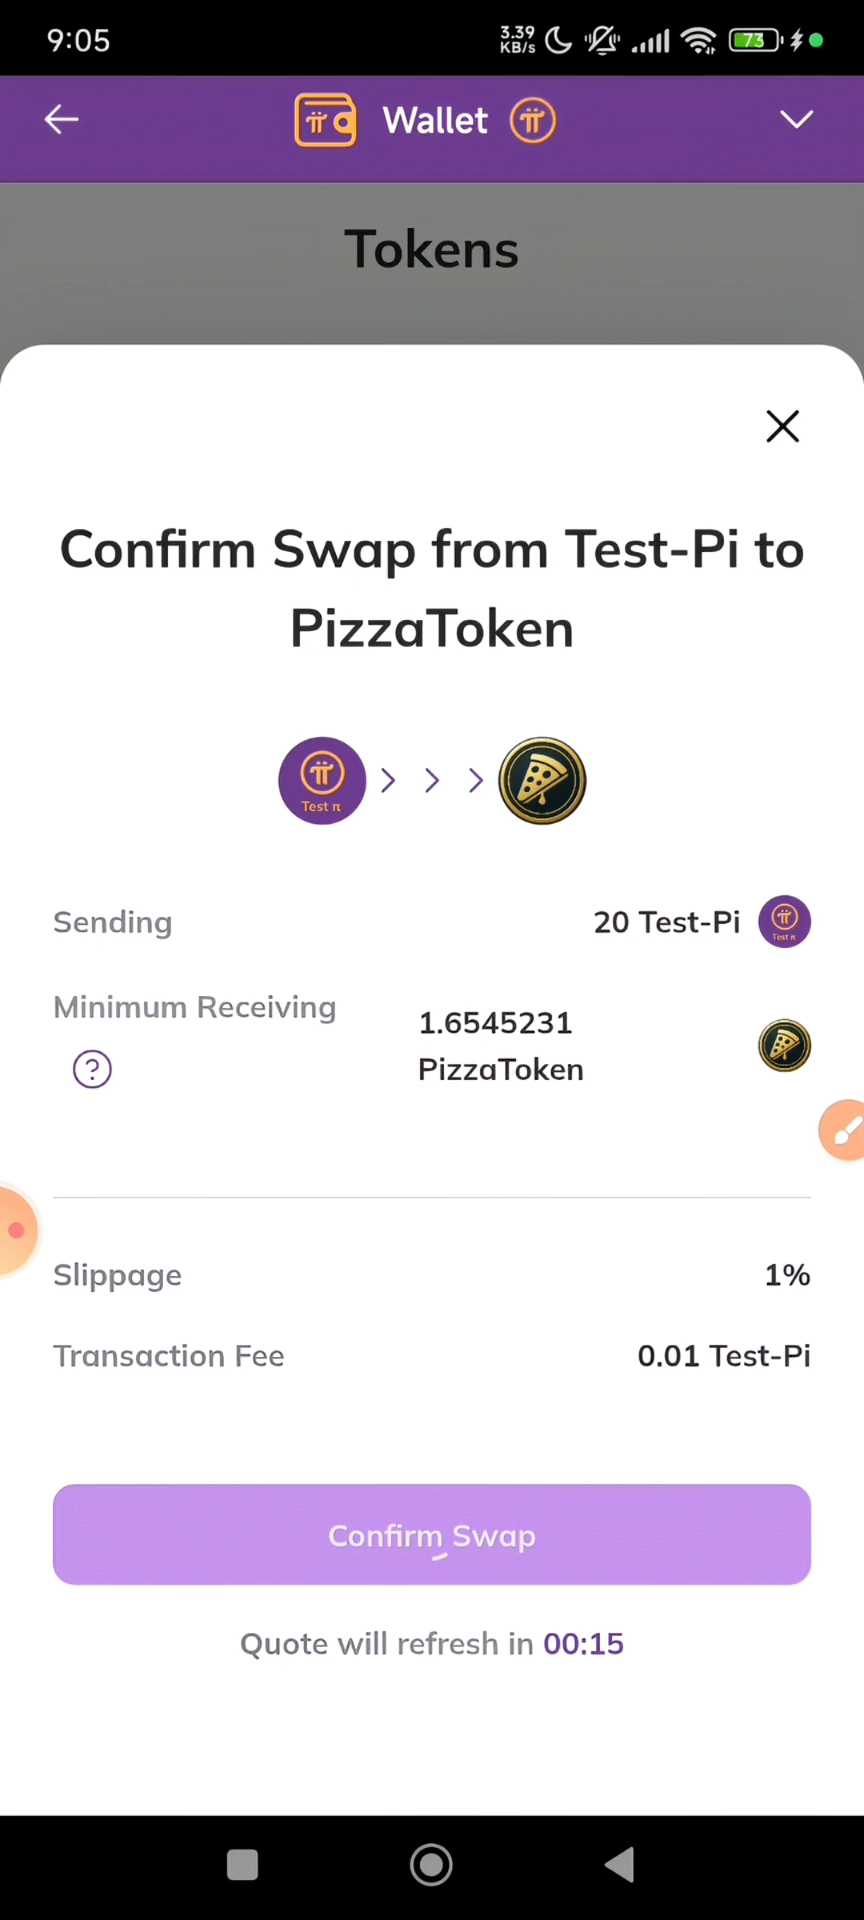 9:05
3.39
KB/s
73
Wallet
Tokens
Confirm Swap from Test-Pi to
PizzaToken
Test π
Sending
20 Test-Pi
Test π
Minimum Receiving
1.6545231
PizzaToken
?
Slippage
1%
Transaction Fee
0.01 Test-Pi
Confirm Swap
Quote will refresh in 00:15